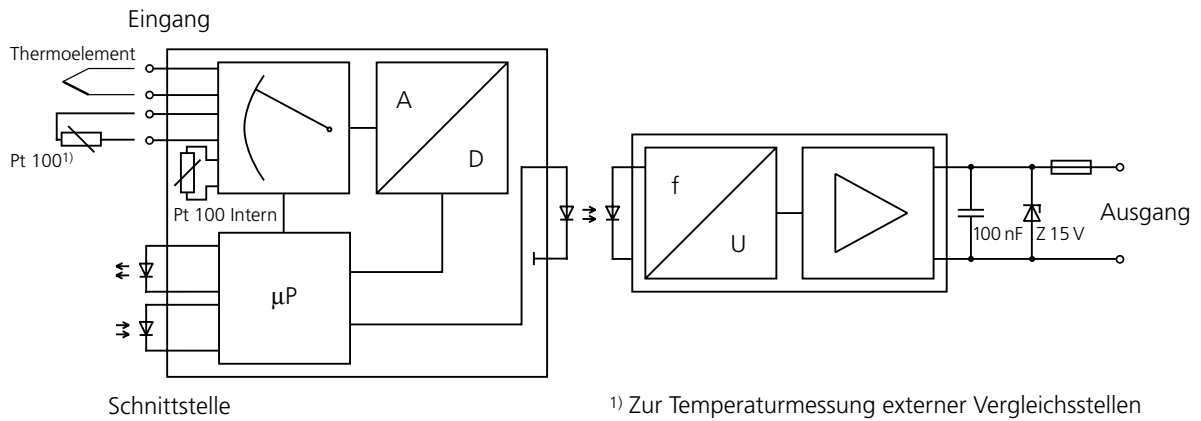 Eingang
Thermoelement
A
D
Pt 100¹⁾
Pt 100 Intern
f
U
100 nF
Z 15 V
Ausgang
µP
Schnittstelle
¹⁾ Zur Temperaturmessung externer Vergleichsstellen